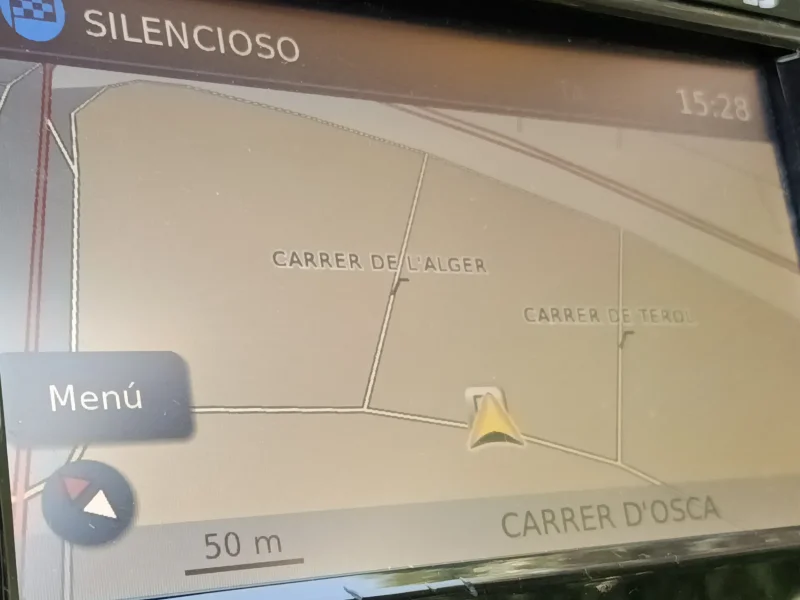 SILENCIOSO
15:28
CARRER DE L'ALGER
CARRER DE TEROL
Menú
CARRER D'OSCA
50 m